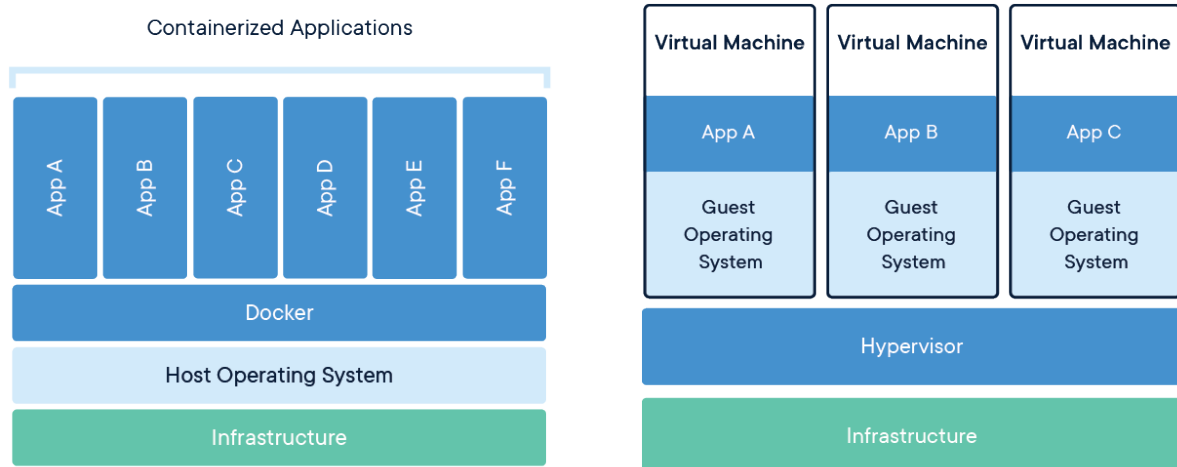 Containerized Applications
App A
App B
App C
App D
App E
App F
Docker
Host Operating System
Infrastructure
Virtual Machine
App A
Guest
Operating
System
Virtual Machine
App B
Guest
Operating
System
Virtual Machine
App C
Guest
Operating
System
Hypervisor
Infrastructure